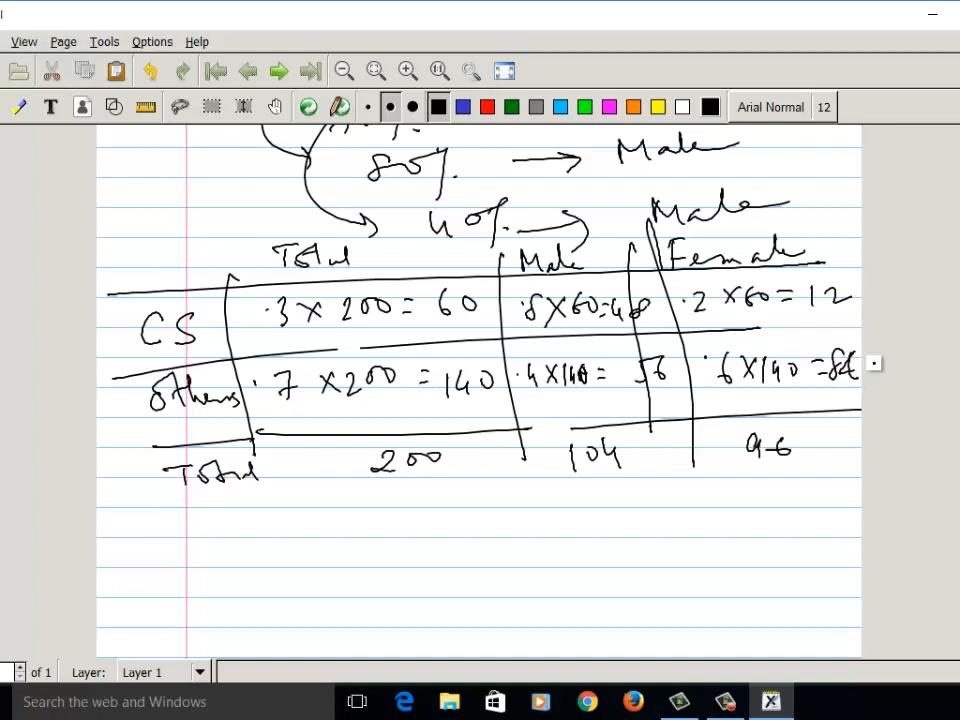 View Page Tools Options Help
T Arial Normal 12
80% → Male
40% → Male
Total Male Female
CS .3 × 200 = 60 .8 × 60 = 48 .2 × 60 = 12
others .7 × 200 = 140 .4 × 140 = 56 .6 × 140 = 84
Total 200 104 96
of 1 Layer: Layer 1
Search the web and Windows